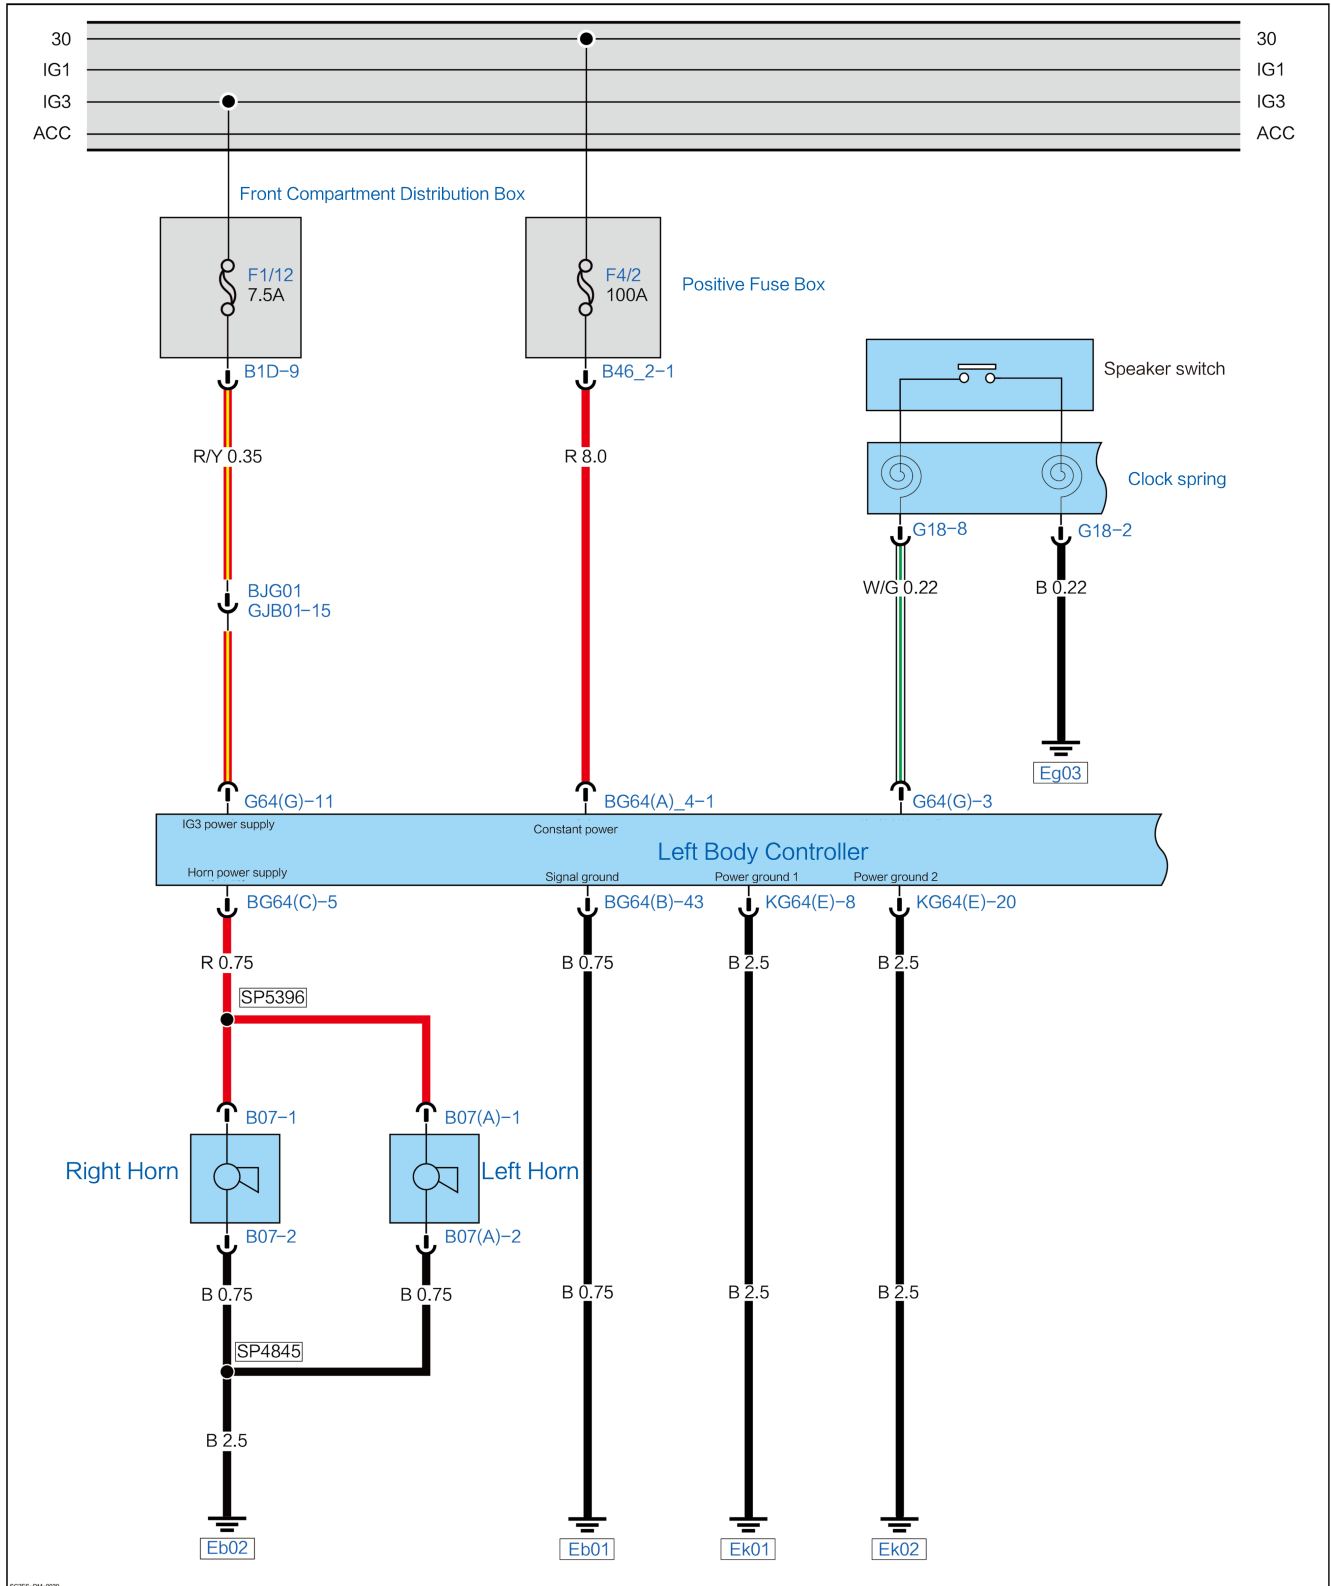 30 30
IG1 IG1
IG3 IG3
ACC ACC
Front Compartment Distribution Box
F1/12
7.5A
F4/2
100A
Positive Fuse Box
B1D-9
B46_2-1
Speaker switch
R/Y 0.35
R 8.0
Clock spring
G18-8
G18-2
BJG01
GJB01-15
W/G 0.22
B 0.22
Eg03
G64(G)-11
BG64(A)_4-1
G64(G)-3
IG3 power supply
Constant power
Left Body Controller
Horn power supply
Signal ground
Power ground 1
Power ground 2
BG64(C)-5
BG64(B)-43
KG64(E)-8
KG64(E)-20
R 0.75
B 0.75
B 2.5
B 2.5
SP5396
B07-1
B07(A)-1
Right Horn
Left Horn
B07-2
B07(A)-2
B 0.75
B 0.75
B 0.75
B 2.5
B 2.5
SP4845
B 2.5
Eb02
Eb01
Ek01
Ek02